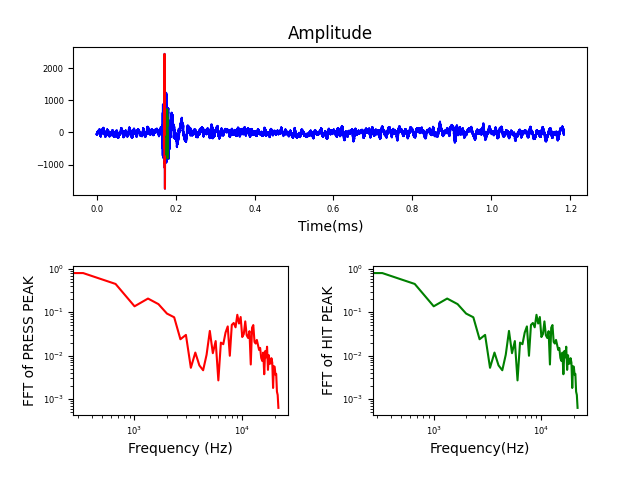 Amplitude
2000
1000
0
−1000
0.0 0.2 0.4 0.6 0.8 1.0 1.2
Time(ms)
FFT of PRESS PEAK
10⁰
10⁻¹
10⁻²
10⁻³
10³ 10⁴
Frequency (Hz)
FFT of HIT PEAK
10⁰
10⁻¹
10⁻²
10⁻³
10³ 10⁴
Frequency(Hz)